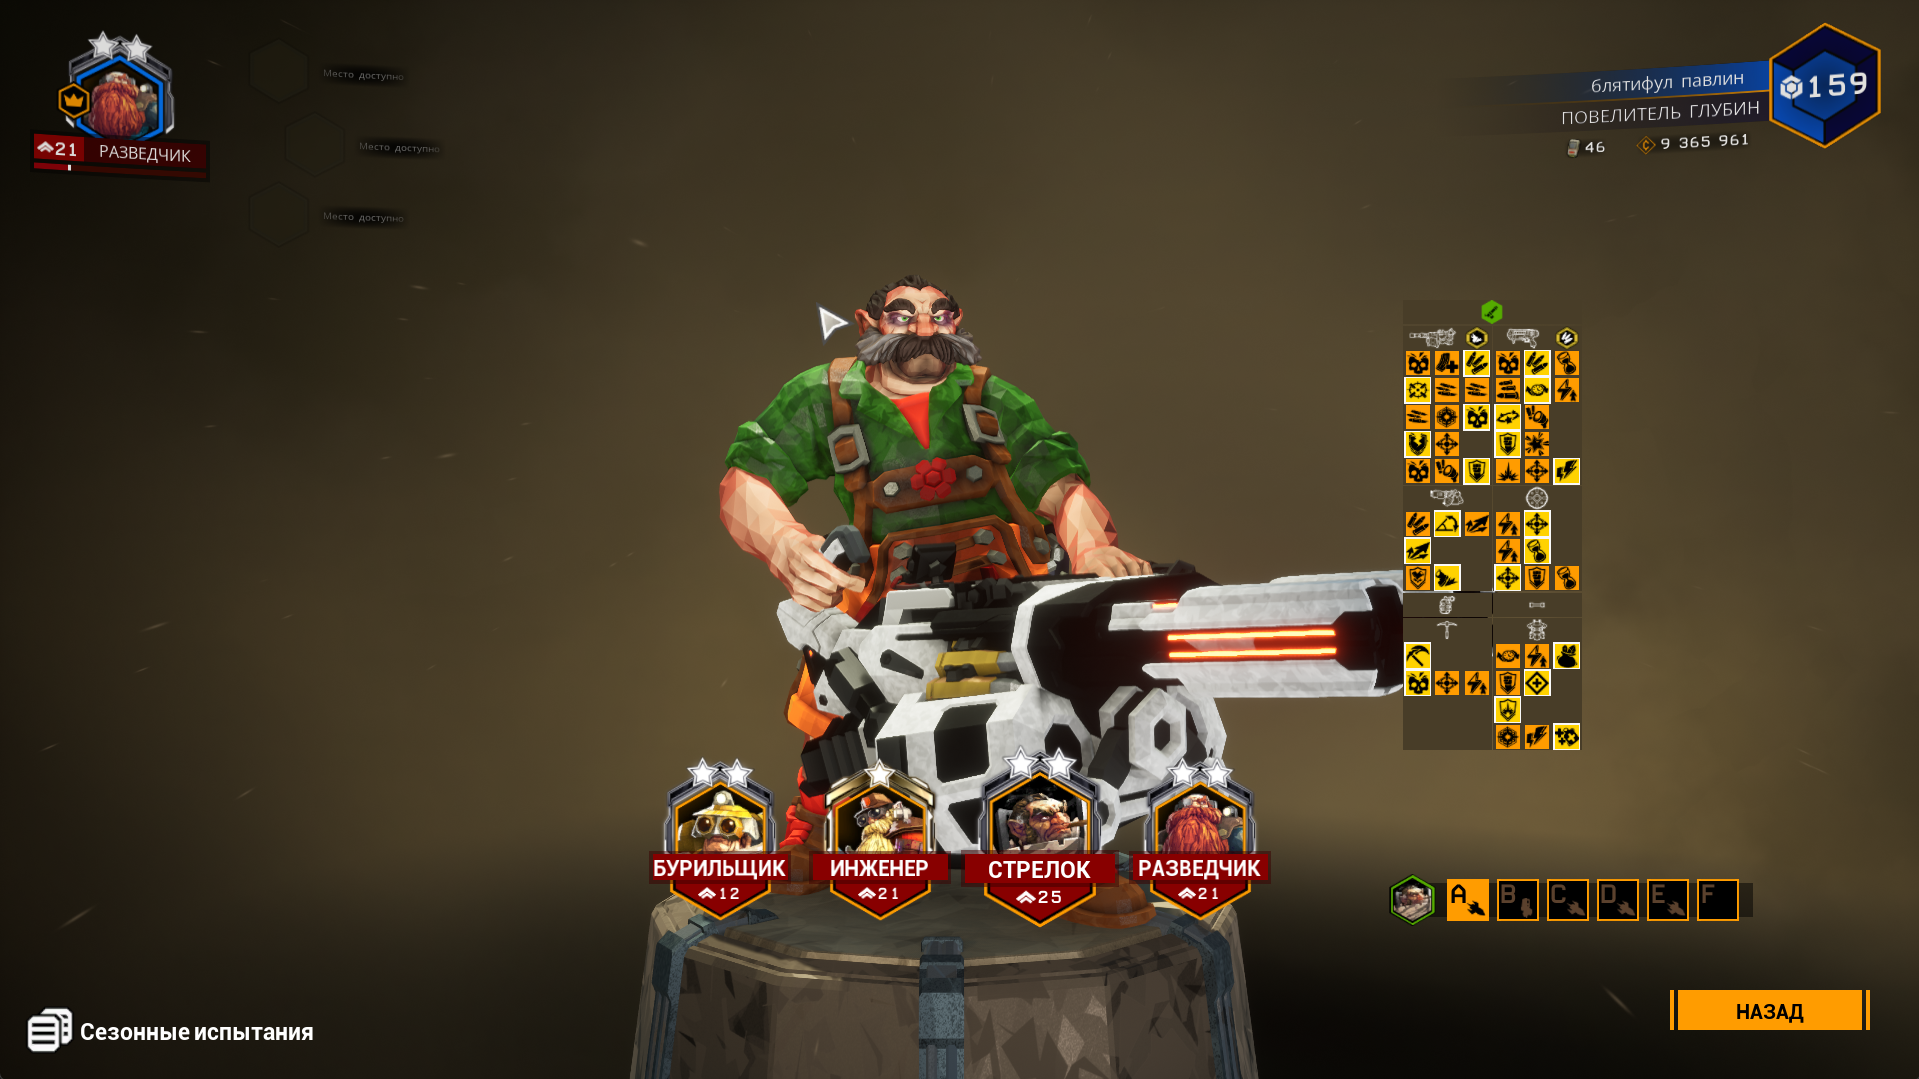 Место доступно
Место доступно
Место доступно
21 РАЗВЕДЧИК
блятифул павлин
ПОВЕЛИТЕЛЬ ГЛУБИН
159
46 9 365 961
БУРИЛЬЩИК
12
ИНЖЕНЕР
21
СТРЕЛОК
25
РАЗВЕДЧИК
21
A B C D E F
НАЗАД
Сезонные испытания